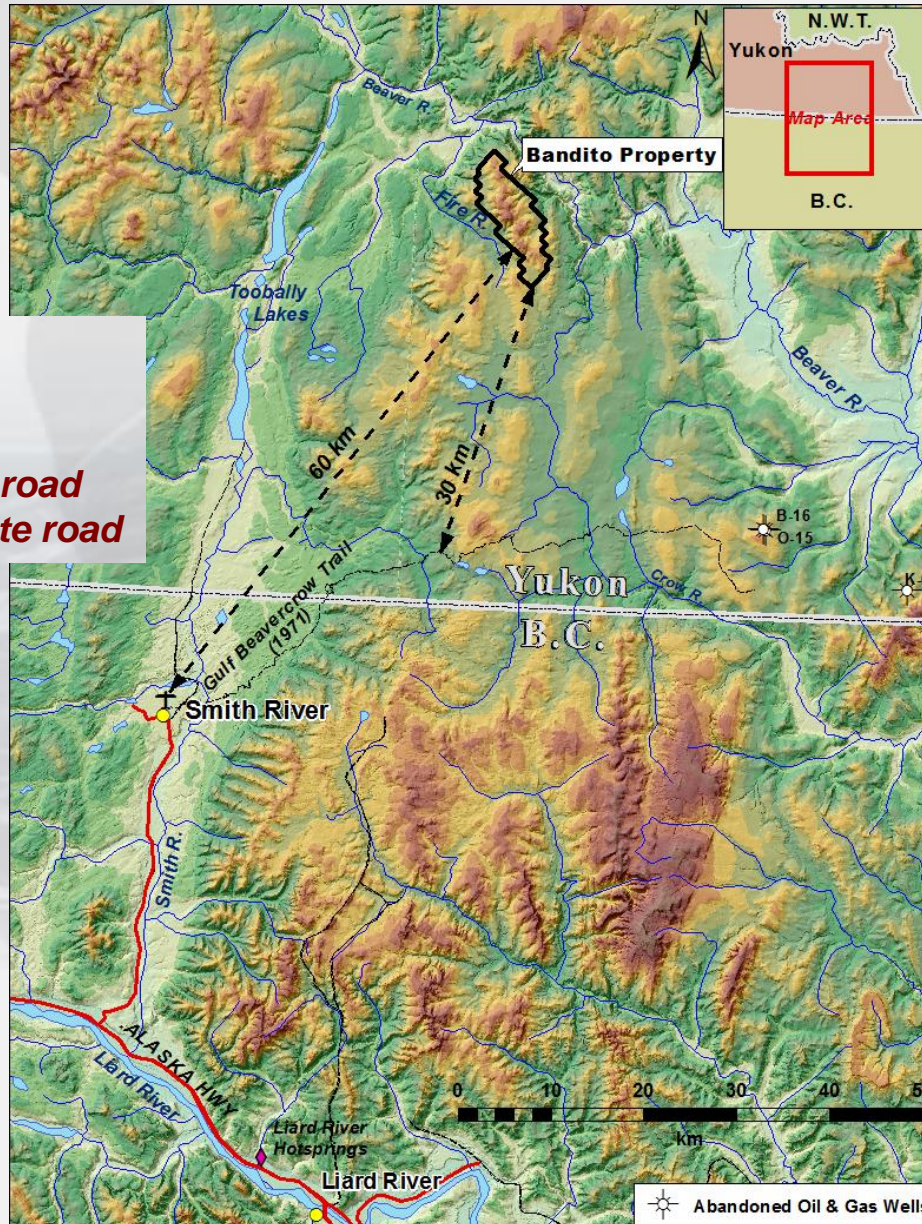 N
N.W.T.
Yukon
Map Area
B.C.
Beaver R.
Bandito Property
Fire R.
Toobally
Lakes
Beaver R.
60 km
30 km
road
te road
B-16
O-15
K
Yukon
B.C.
Crow R.
Gulf Beavercrow Trail
(1971)
Smith River
Smith R.
ALASKA HWY
Liard River
Liard River
Hotsprings
Liard River
0 10 20 30 40 5
km
Abandoned Oil & Gas Well